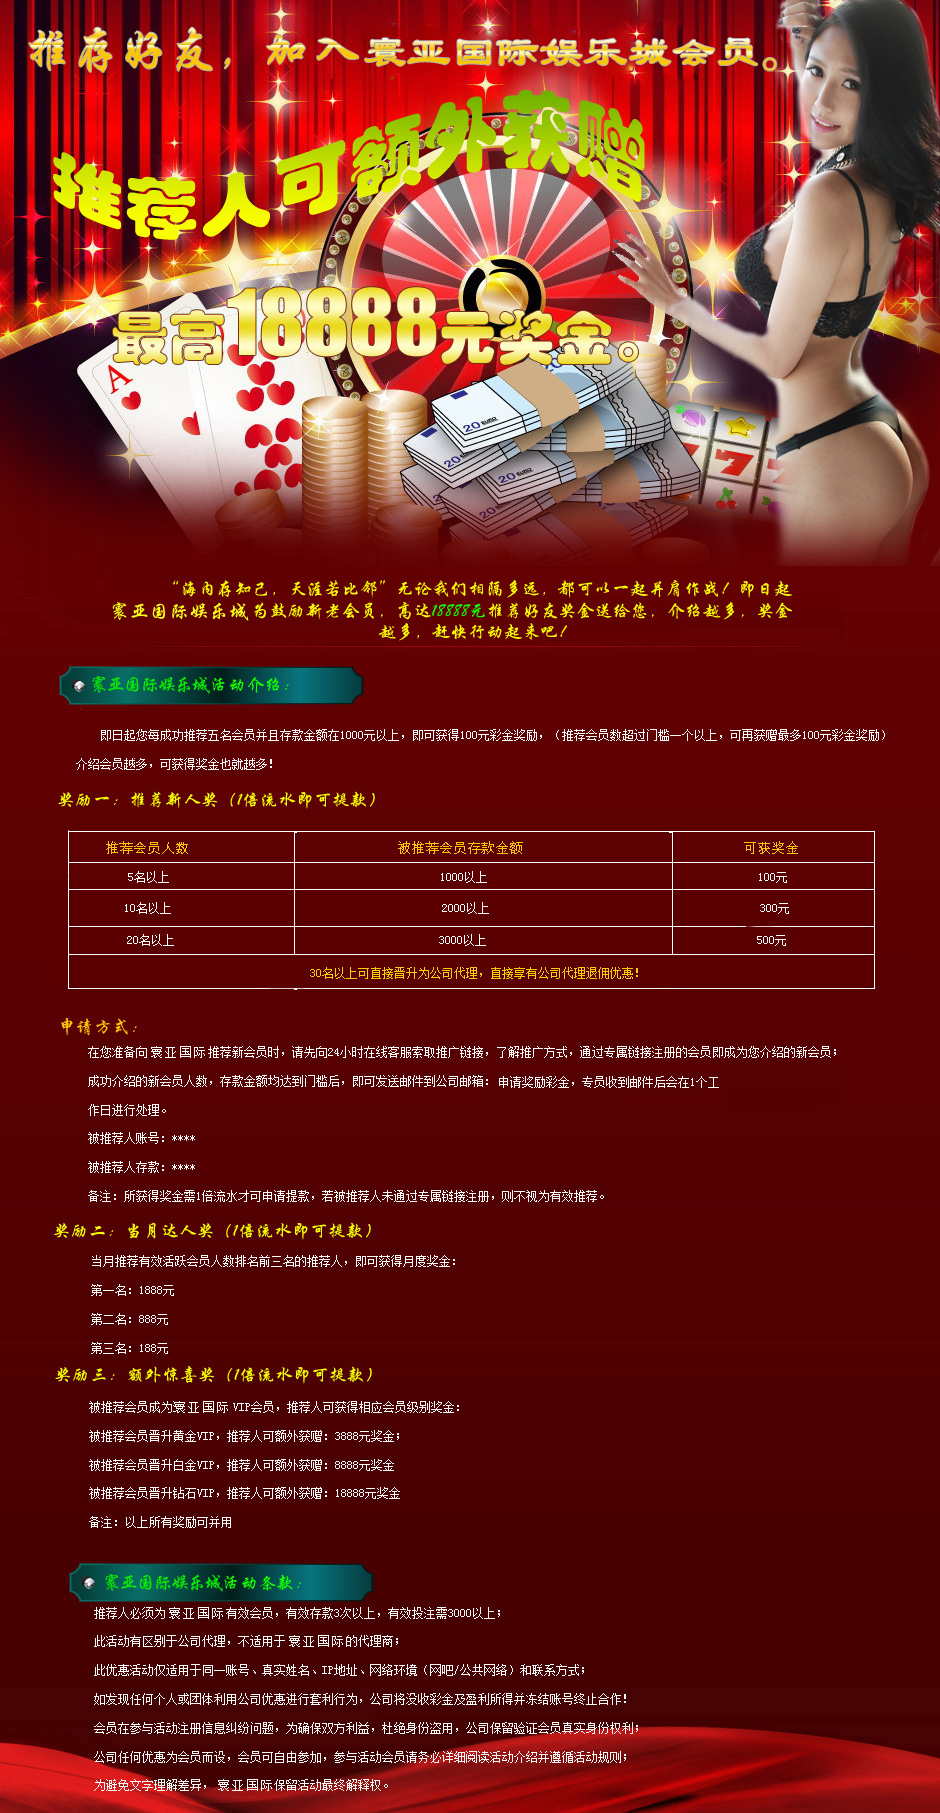 推存好友，加入寰亚国际娱乐城会员。
推荐人可额外获赠
最高18888元奖金。
A
20 EURO
20 EURO
20 EURO
20 EURO
777
“海内存知己，天涯若比邻”无论我们相隔多远，都可以一起并肩作战！即日起
寰亚国际娱乐城为鼓励新老会员，高达18888元推荐好友奖金送给您，介绍越多，奖金
越多，赶快行动起来吧！
寰亚国际娱乐城活动介绍：
即日起您每成功推荐五名会员并且存款金额在1000元以上，即可获得100元彩金奖励，（推荐会员数超过门槛一个以上，可再获赠最多100元彩金奖励）
介绍会员越多，可获得奖金也就越多！
奖励一：推荐新人奖（1倍流水即可提款）
推荐会员人数 被推荐会员存款金额 可获奖金
5名以上 1000以上 100元
10名以上 2000以上 300元
20名以上 3000以上 500元
30名以上可直接晋升为公司代理，直接享有公司代理退佣优惠！
申请方式：
在您准备向寰亚国际推荐新会员时，请先向24小时在线客服索取推广链接，了解推广方式，通过专属链接注册的会员即成为您介绍的新会员；
成功介绍的新会员人数，存款金额均达到门槛后，即可发送邮件到公司邮箱：申请奖励彩金，专员收到邮件后会在1个工
作日进行处理。
被推荐人账号：****
被推荐人存款：****
备注：所获得奖金需1倍流水才可申请提款，若被推荐人未通过专属链接注册，则不视为有效推荐。
奖励二：当月达人奖（1倍流水即可提款）
当月推荐有效活跃会员人数排名前三名的推荐人，即可获得月度奖金：
第一名：1888元
第二名：888元
第三名：188元
奖励三：额外惊喜奖（1倍流水即可提款）
被推荐会员成为寰亚国际 VIP会员，推荐人可获得相应会员级别奖金：
被推荐会员晋升黄金VIP，推荐人可额外获赠：3888元奖金；
被推荐会员晋升白金VIP，推荐人可额外获赠：8888元奖金
被推荐会员晋升钻石VIP，推荐人可额外获赠：18888元奖金
备注：以上所有奖励可并用
寰亚国际娱乐城活动条款：
推荐人必须为寰亚国际有效会员，有效存款3次以上，有效投注需3000以上；
此活动有区别于公司代理，不适用于寰亚国际的代理商；
此优惠活动仅适用于同一账号、真实姓名、IP地址、网络环境（网吧/公共网络）和联系方式；
如发现任何个人或团体利用公司优惠进行套利行为，公司将没收彩金及盈利所得并冻结账号终止合作！
会员在参与活动注册信息纠纷问题，为确保双方利益，杜绝身份盗用，公司保留验证会员真实身份权利；
公司任何优惠为会员而设，会员可自由参加，参与活动会员请务必详细阅读活动介绍并遵循活动规则；
为避免文字理解差异，寰亚国际保留活动最终解释权。